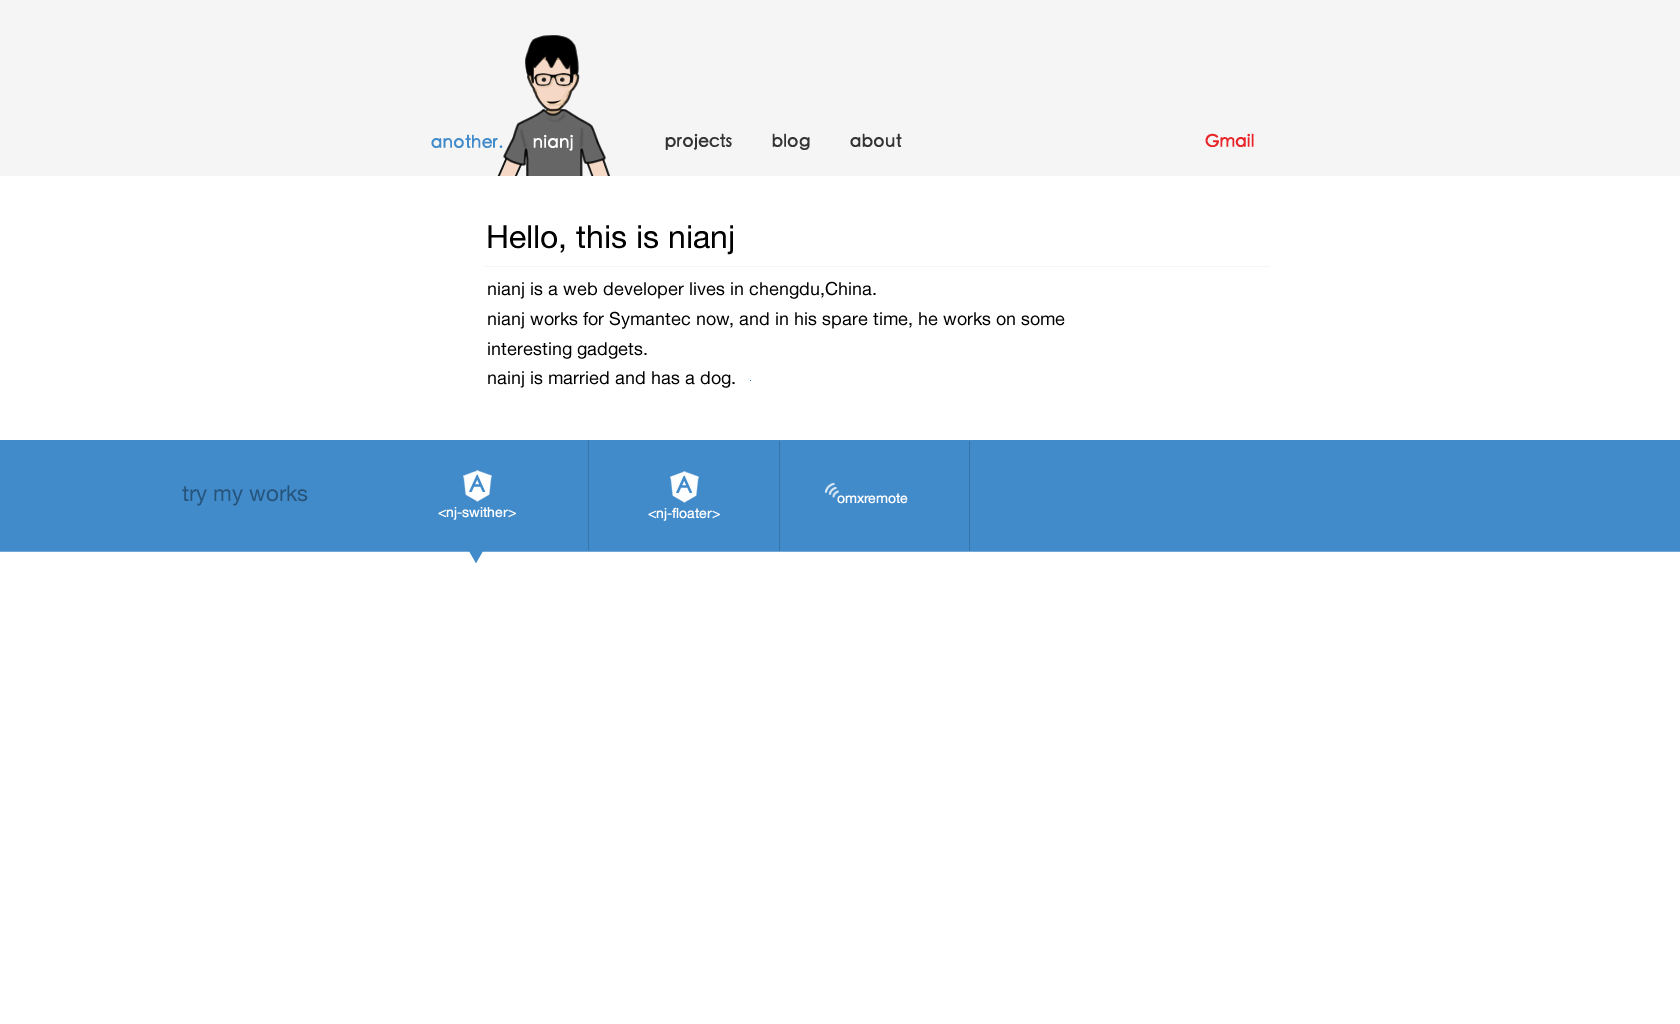 another. nianj projects blog about Gmail
Hello, this is nianj
nianj is a web developer lives in chengdu,China.
nianj works for Symantec now, and in his spare time, he works on some
interesting gadgets.
nainj is married and has a dog.
try my works
<nj-swither>
<nj-floater>
omxremote